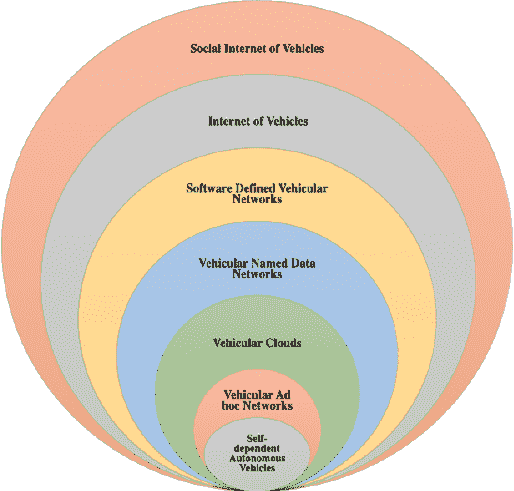 Social Internet of Vehicles
Internet of Vehicles
Software Defined Vehicular
Networks
Vehicular Named Data
Networks
Vehicular Clouds
Vehicular Ad
hoc Networks
Self-
dependent
Autonomous
Vehicles